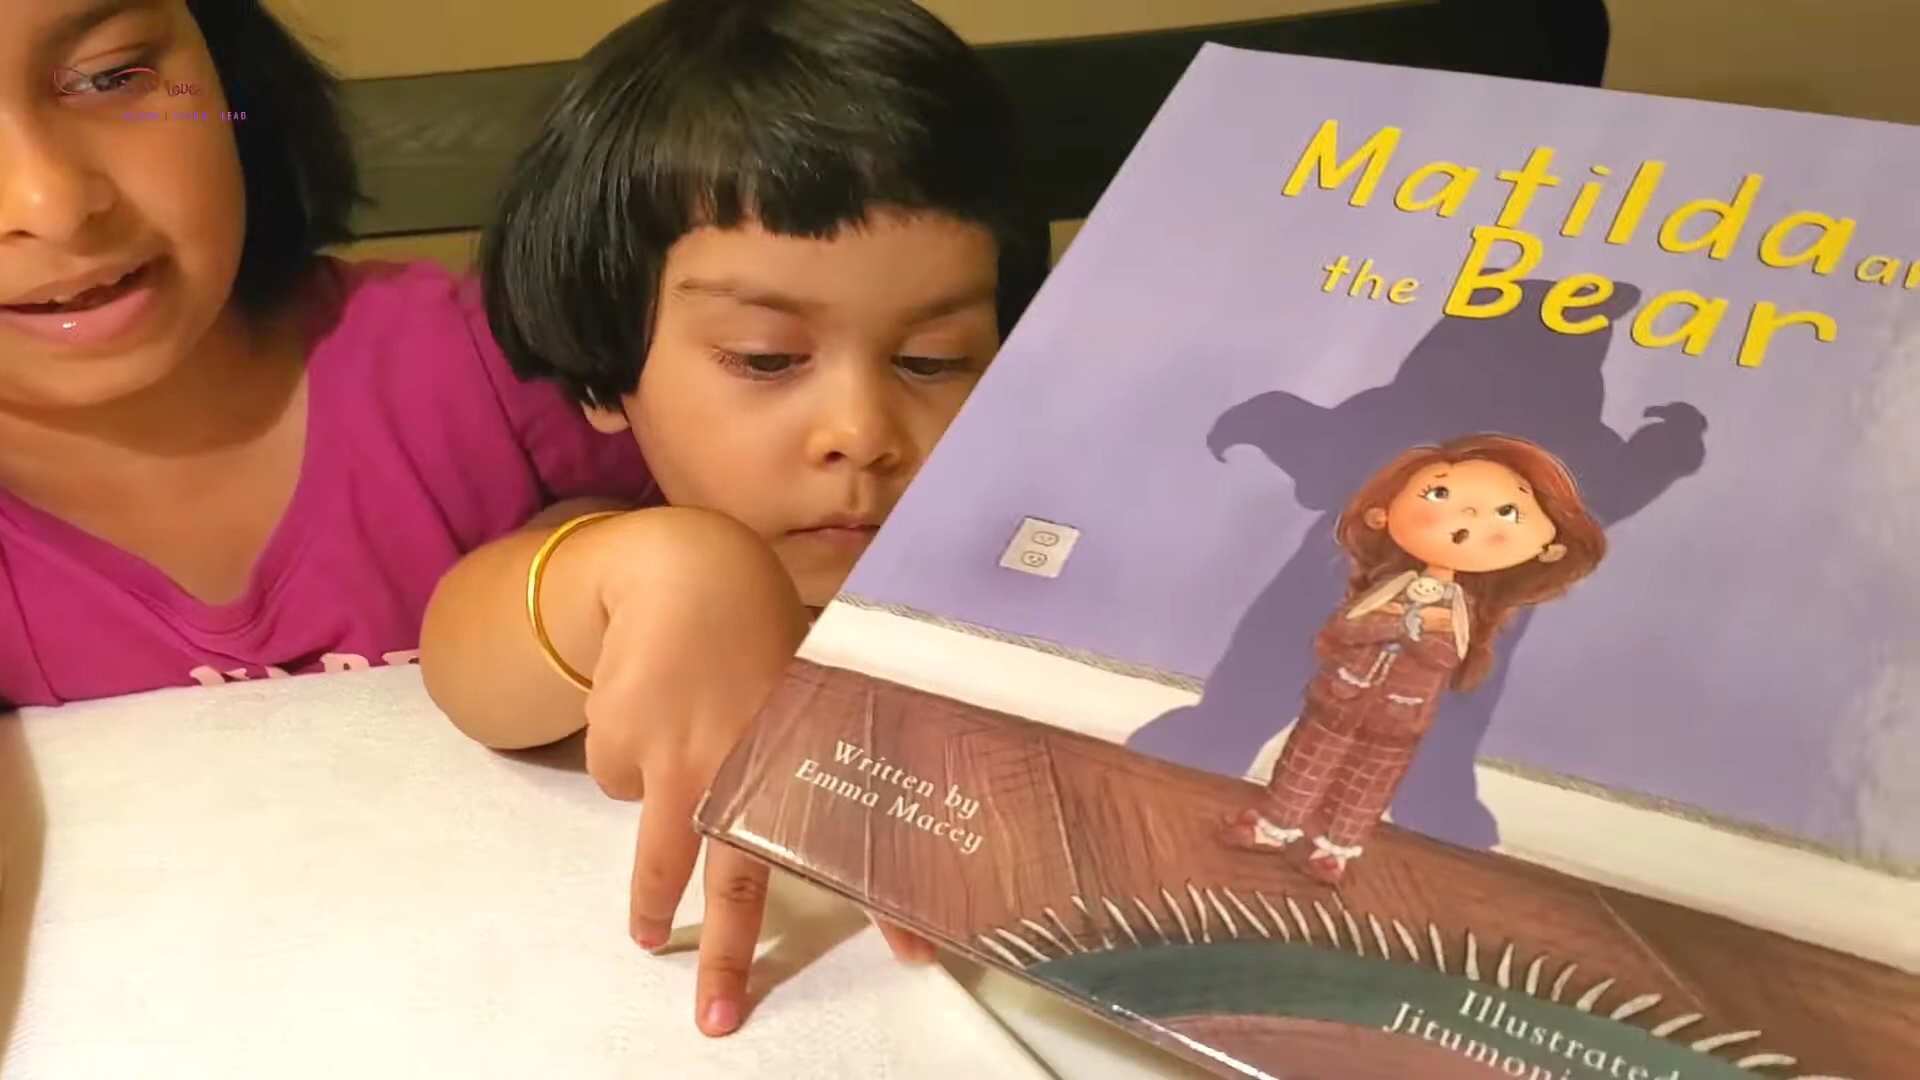 Matilda
the Bear
Written by
Emma Macey
Illustrated